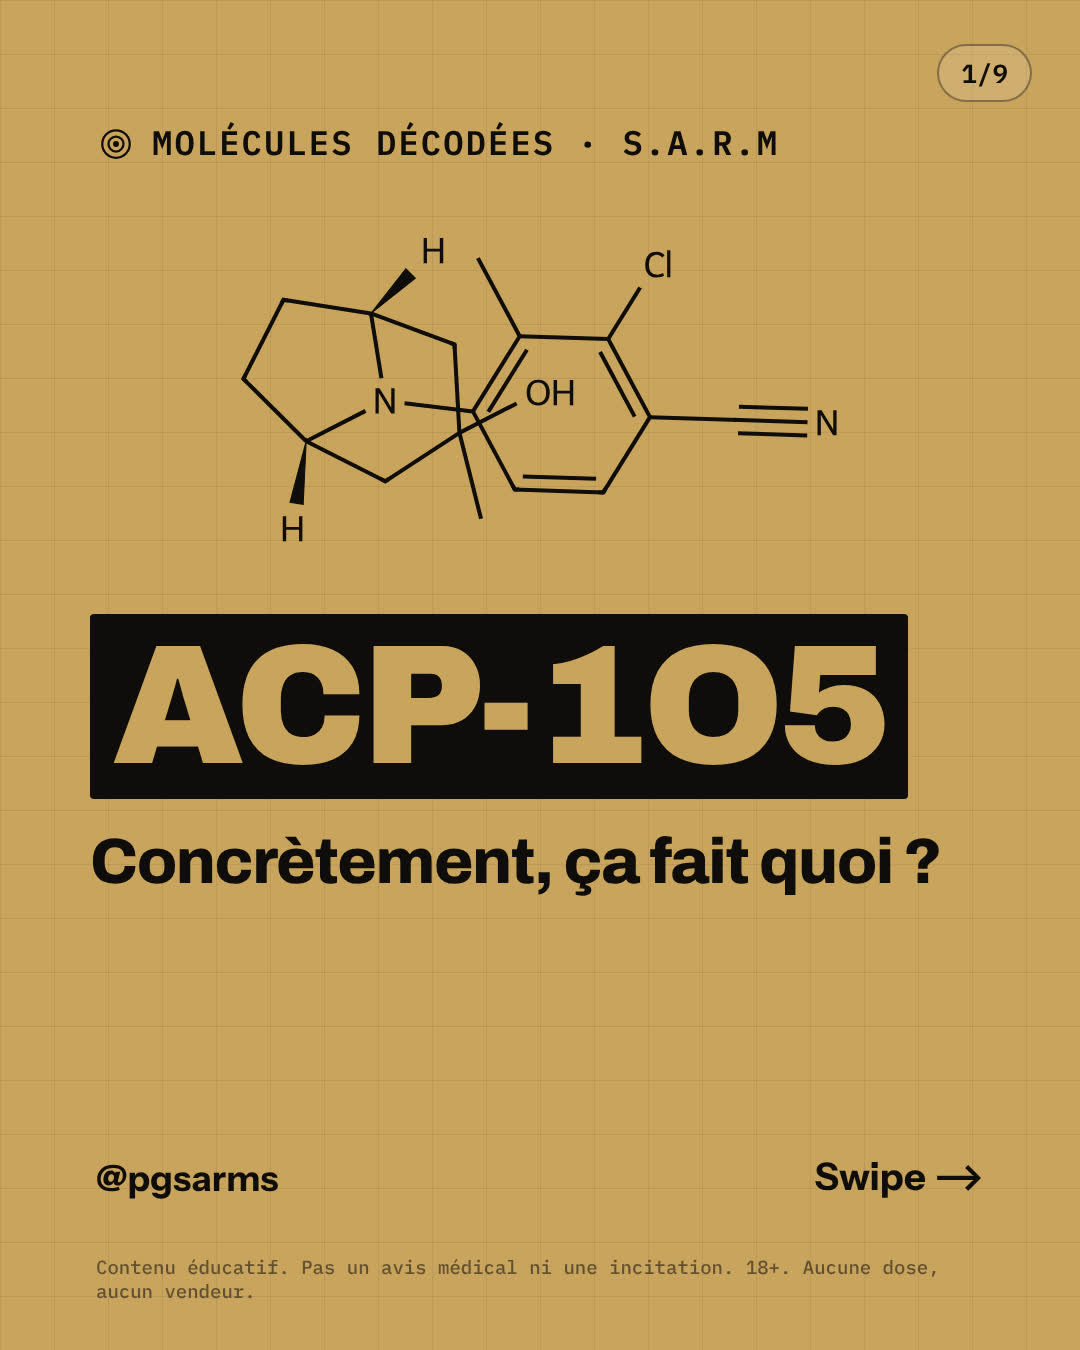 1/9
◎ MOLÉCULES DÉCODÉES · S.A.R.M
H
Cl
N
OH
N
H
ACP-105
Concrètement, ça fait quoi ?
@pgsarms
Swipe →
Contenu éducatif. Pas un avis médical ni une incitation. 18+. Aucune dose,
aucun vendeur.